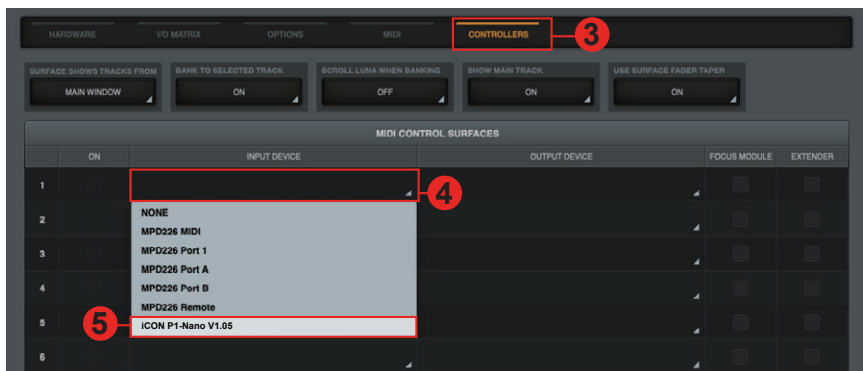 HARDWARE I/O MATRIX OPTIONS MIDI CONTROLLERS 3
SURFACE SHOWS TRACKS FROM BANK TO SELECTED TRACK SCROLL LUNA WHEN BANKING SHOW MAIN TRACK USE SURFACE FADER TAPER
MAIN WINDOW ON OFF ON ON
MIDI CONTROL SURFACES
ON INPUT DEVICE OUTPUT DEVICE FOCUS MODULE EXTENDER
1 4
2 NONE
MPD226 MIDI
3 MPD226 Port 1
MPD226 Port A
4 MPD226 Port B
MPD226 Remote
5 5 iCON P1-Nano V1.05
6